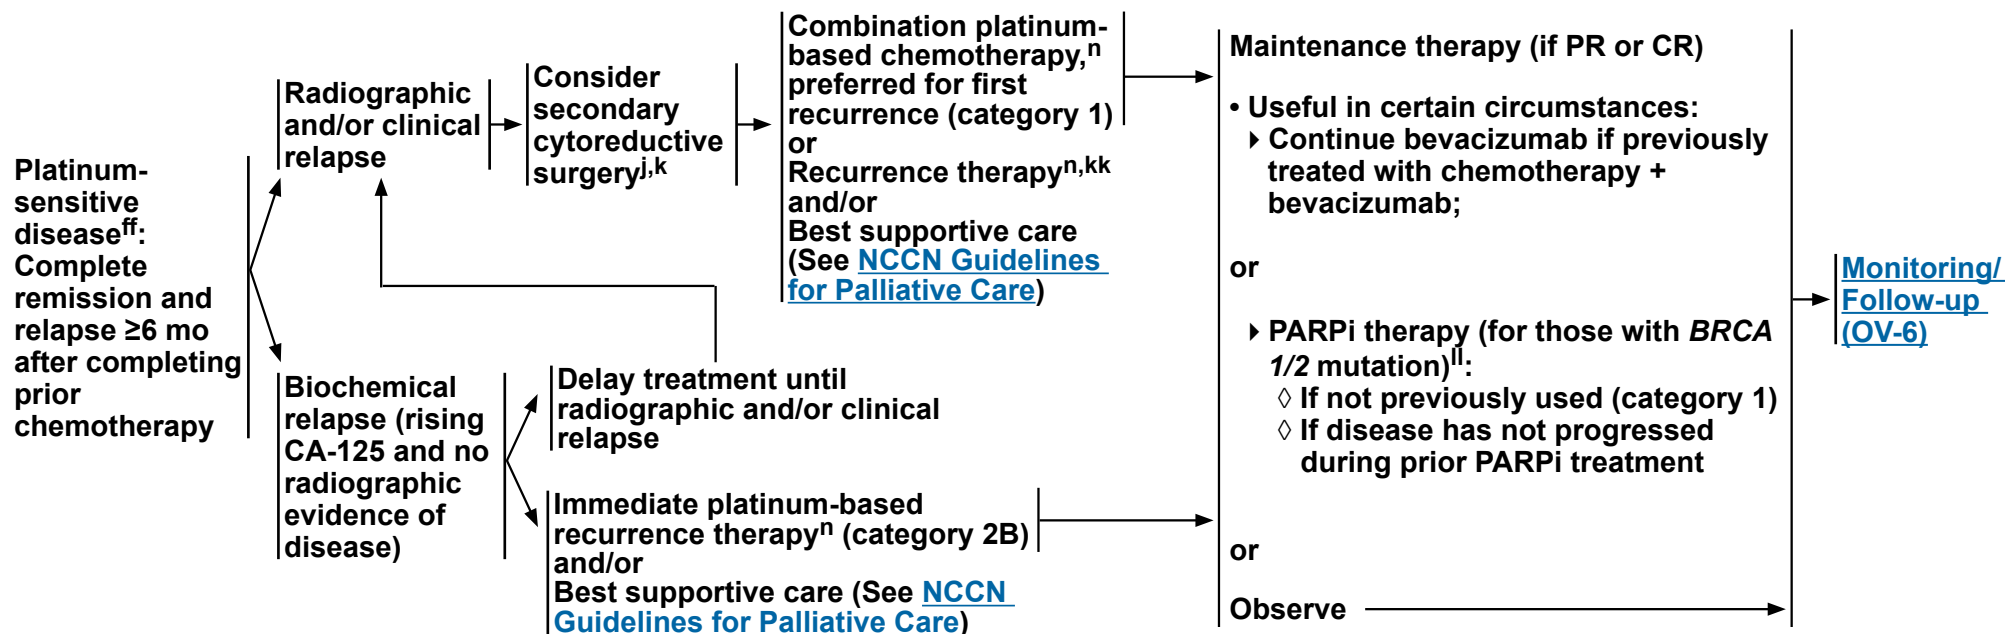 Platinum-
sensitive
disease^ff:
Complete
remission and
relapse ≥6 mo
after completing
prior
chemotherapy
Radiographic
and/or clinical
relapse
Consider
secondary
cytoreductive
surgery^j,k
Combination platinum-
based chemotherapy,^n
preferred for first
recurrence (category 1)
or
Recurrence therapy^n,kk
and/or
Best supportive care
(See NCCN Guidelines
for Palliative Care)
Biochemical
relapse (rising
CA-125 and no
radiographic
evidence of
disease)
Delay treatment until
radiographic and/or clinical
relapse
Immediate platinum-based
recurrence therapy^n (category 2B)
and/or
Best supportive care (See NCCN
Guidelines for Palliative Care)
Maintenance therapy (if PR or CR)
• Useful in certain circumstances:
▸ Continue bevacizumab if previously
treated with chemotherapy +
bevacizumab;
or
▸ PARPi therapy (for those with BRCA
1/2 mutation)^ll:
◊ If not previously used (category 1)
◊ If disease has not progressed
during prior PARPi treatment
or
Observe
Monitoring/
Follow-up
(OV-6)